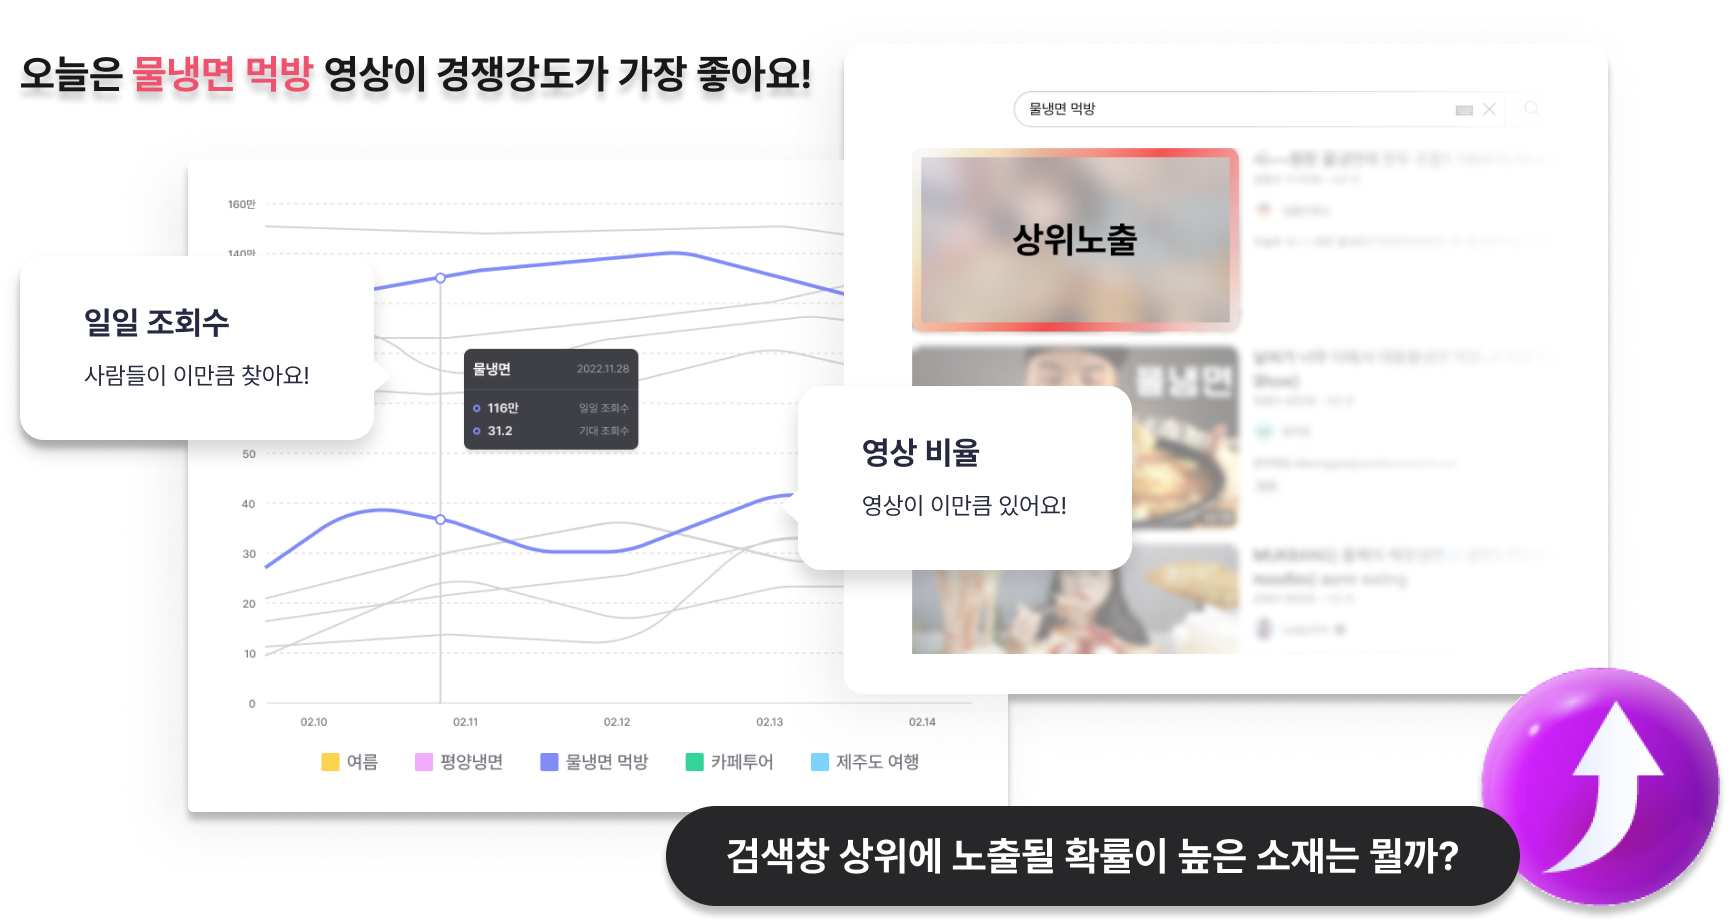 오늘은 물냉면 먹방 영상이 경쟁강도가 가장 좋아요!
160만
140만
일일 조회수
사람들이 이만큼 찾아요!
물냉면 2022.11.28
116만 일일 조회수
31.2 기대 조회수
50
40
30
20
10
0
02.10 02.11 02.12 02.13 02.14
여름 평양냉면 물냉면 먹방 카페투어 제주도 여행
물냉면 먹방
상위노출
물냉면
영상 비율
영상이 이만큼 있어요!
검색창 상위에 노출될 확률이 높은 소재는 뭘까?